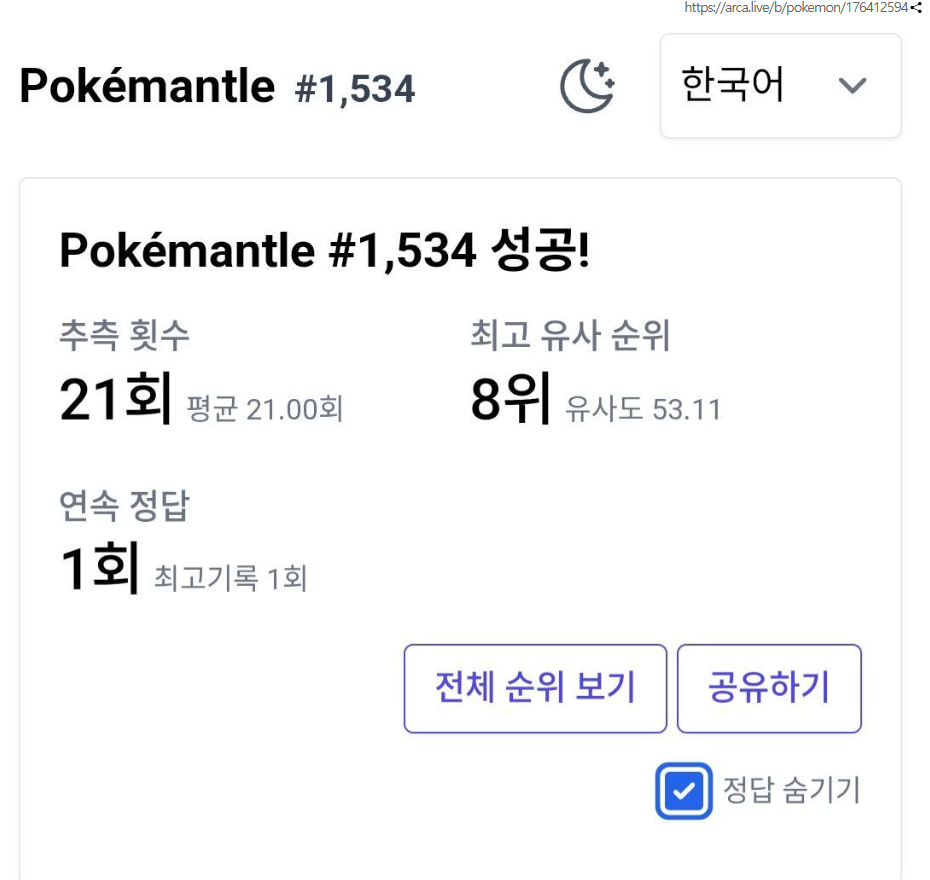 https://arca.live/b/pokemon/176412594
Pokémantle #1,534
한국어
Pokémantle #1,534 성공!
추측 횟수
최고 유사 순위
21회 평균 21.00회
8위 유사도 53.11
연속 정답
1회 최고기록 1회
전체 순위 보기
공유하기
정답 숨기기